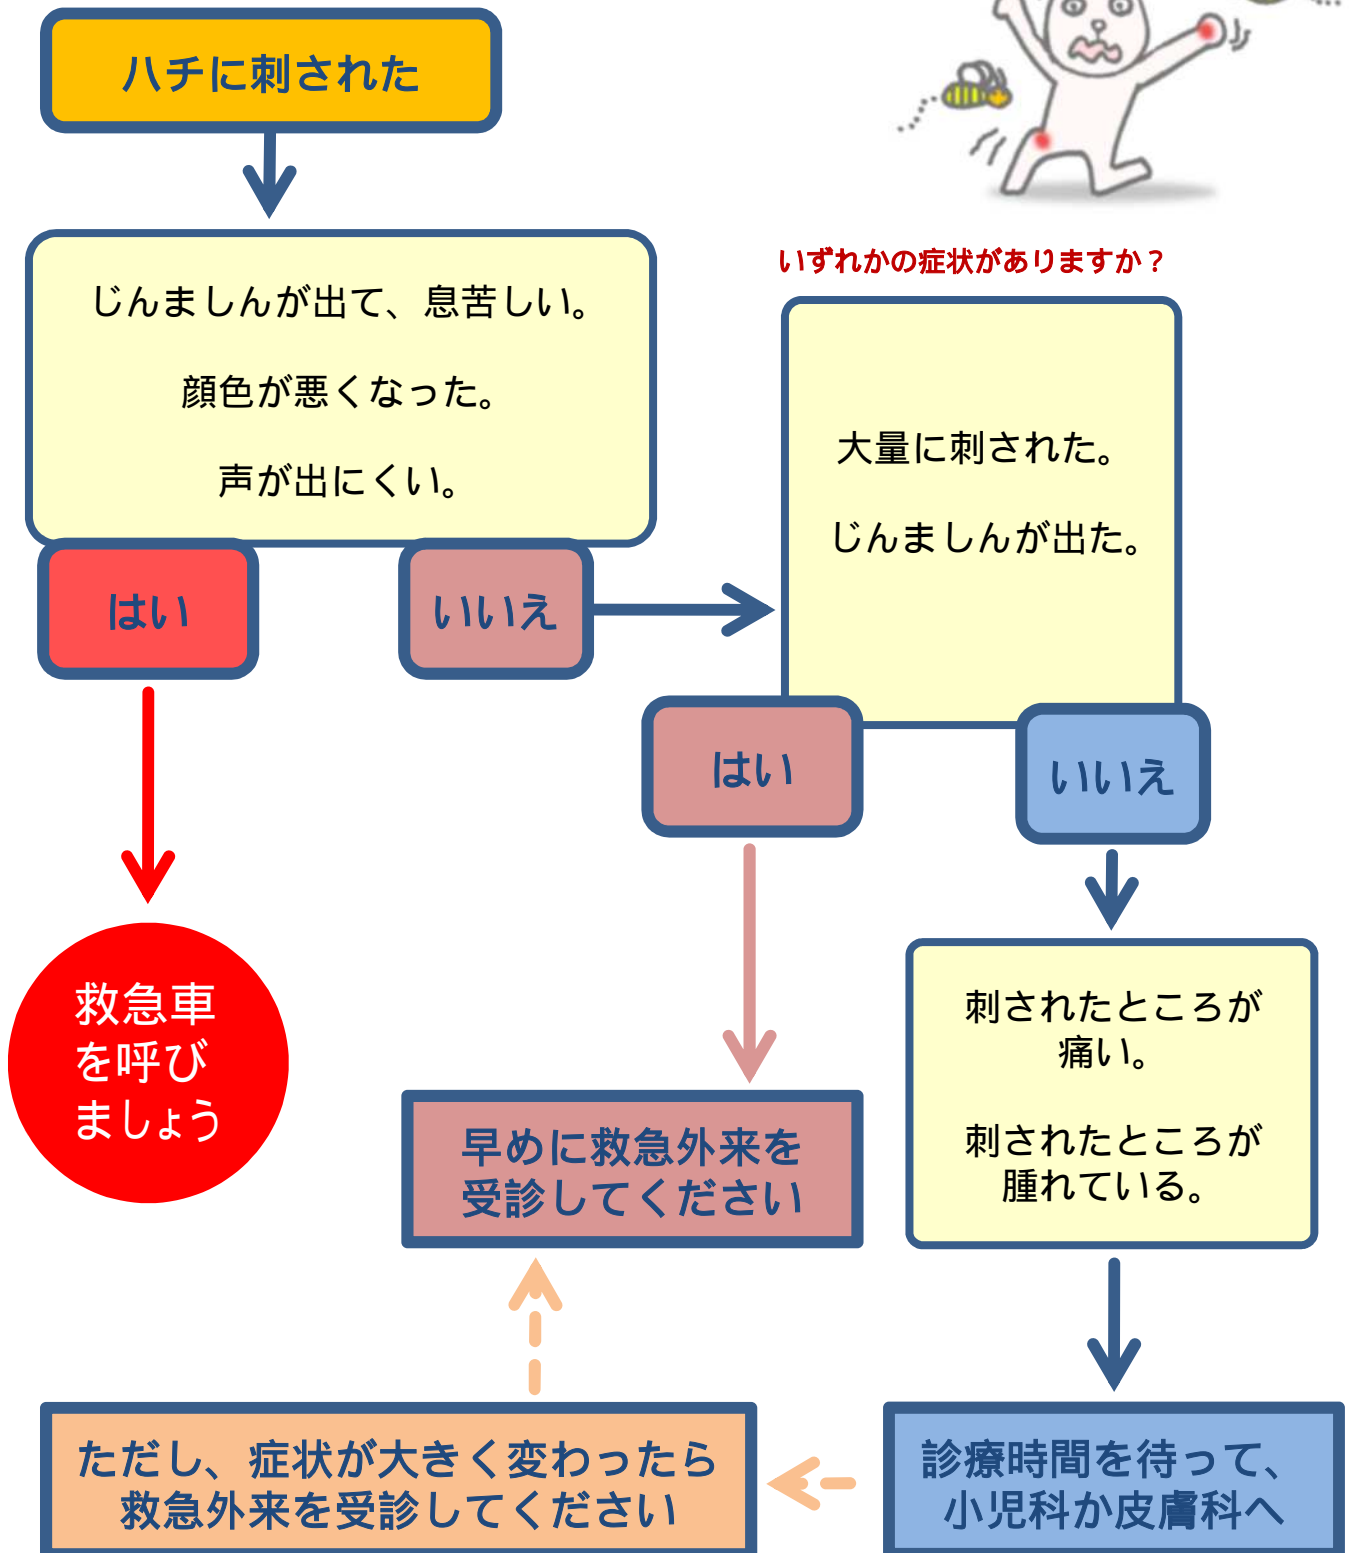 ハチに刺された
じんましんが出て、息苦しい。
顔色が悪くなった。
声が出にくい。
はい
いいえ
いずれかの症状がありますか？
大量に刺された。
じんましんが出た。
はい
いいえ
救急車
を呼び
ましょう
早めに救急外来を
受診してください
刺されたところが
痛い。
刺されたところが
腫れている。
診療時間を待って、
小児科か皮膚科へ
ただし、症状が大きく変わったら
救急外来を受診してください